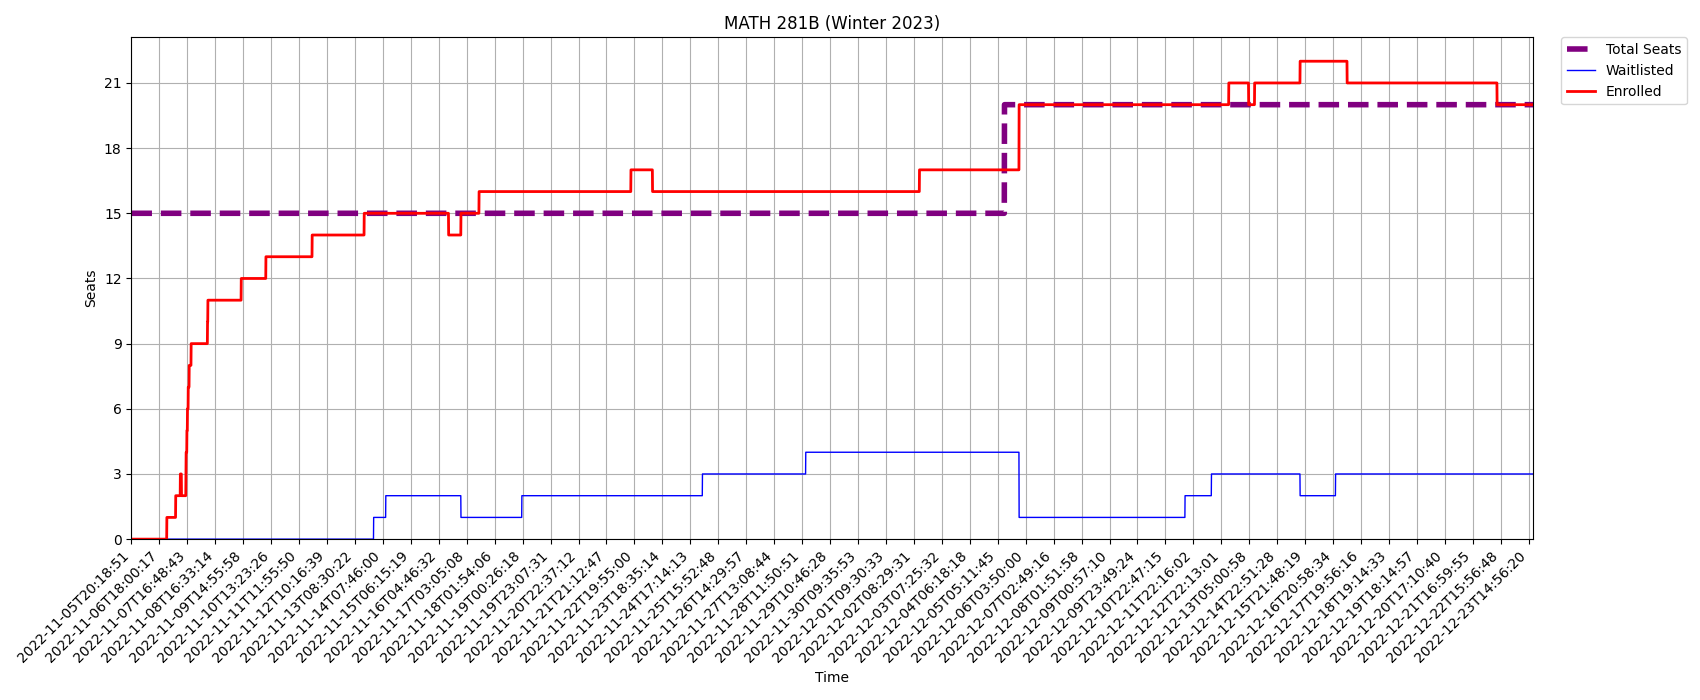 MATH 281B (Winter 2023)
Total Seats
Waitlisted
Enrolled
21
18
15
12
9
6
3
0
Seats
2022-11-05T20:18:51
2022-11-06T18:00:17
2022-11-07T16:48:43
2022-11-08T16:33:14
2022-11-09T14:55:58
2022-11-10T13:23:26
2022-11-11T11:55:50
2022-11-12T10:16:39
2022-11-13T08:30:22
2022-11-14T07:46:00
2022-11-15T06:15:19
2022-11-16T04:46:32
2022-11-17T03:05:08
2022-11-18T01:54:06
2022-11-19T00:26:18
2022-11-19T23:07:31
2022-11-20T22:37:12
2022-11-21T21:12:47
2022-11-22T19:55:00
2022-11-23T18:35:14
2022-11-24T17:14:13
2022-11-25T15:52:48
2022-11-26T14:29:57
2022-11-27T13:08:44
2022-11-28T11:50:51
2022-11-29T10:46:28
2022-11-30T09:35:53
2022-12-01T09:30:33
2022-12-02T08:29:31
2022-12-03T07:25:32
2022-12-04T06:18:18
2022-12-05T05:11:45
2022-12-06T03:50:00
2022-12-07T02:49:16
2022-12-08T01:51:58
2022-12-09T00:57:10
2022-12-09T23:49:24
2022-12-10T22:47:15
2022-12-11T22:16:02
2022-12-12T22:13:01
2022-12-13T05:00:58
2022-12-14T22:51:28
2022-12-15T21:48:19
2022-12-16T20:58:34
2022-12-17T19:56:16
2022-12-18T19:14:33
2022-12-19T18:14:57
2022-12-20T17:10:40
2022-12-21T16:59:55
2022-12-22T15:56:48
2022-12-23T14:56:20
Time